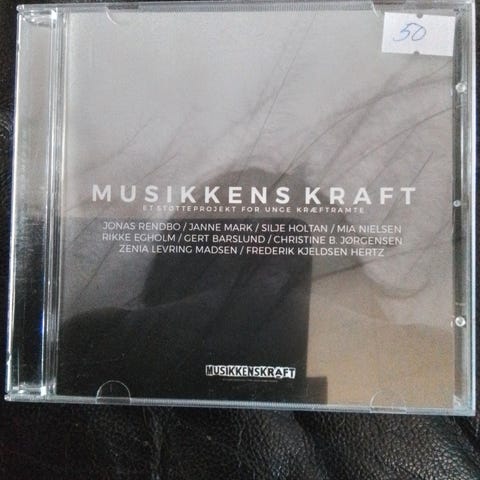 50
MUSIKKENS KRAFT
ET STØTTEPROJEKT FOR UNGE KRÆFTRAMTE
JONAS RENDBO / JANNE MARK / SILJE HOLTAN / MIA NIELSEN
RIKKE EGHOLM / GERT BARSLUND / CHRISTINE B. JØRGENSEN
ZENIA LEVRING MADSEN / FREDERIK KJELDSEN HERTZ
MUSIKKENSKRAFT